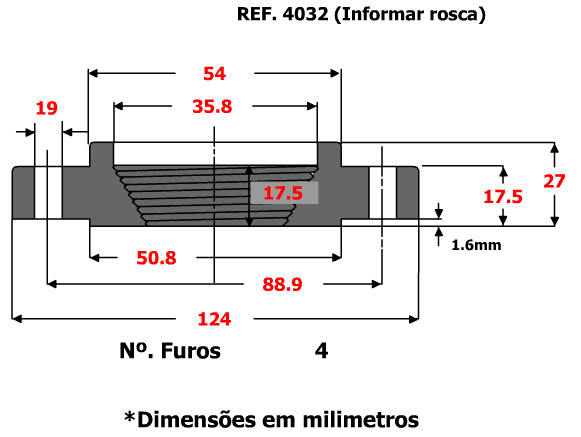 REF. 4032 (Informar rosca)
54
19
35.8
17.5
17.5
27
1.6mm
50.8
88.9
124
Nº. Furos 4
*Dimensões em milimetros